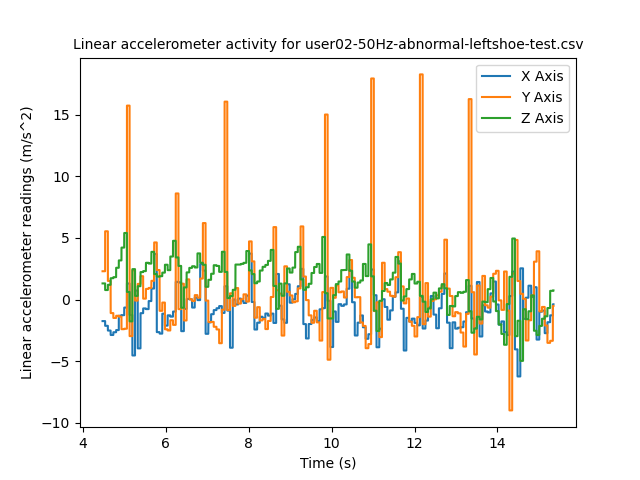 Linear accelerometer activity for user02-50Hz-abnormal-leftshoe-test.csv
X Axis
Y Axis
Z Axis
Linear accelerometer readings (m/s^2)
15
10
5
0
−5
−10
4
6
8
10
12
14
Time (s)